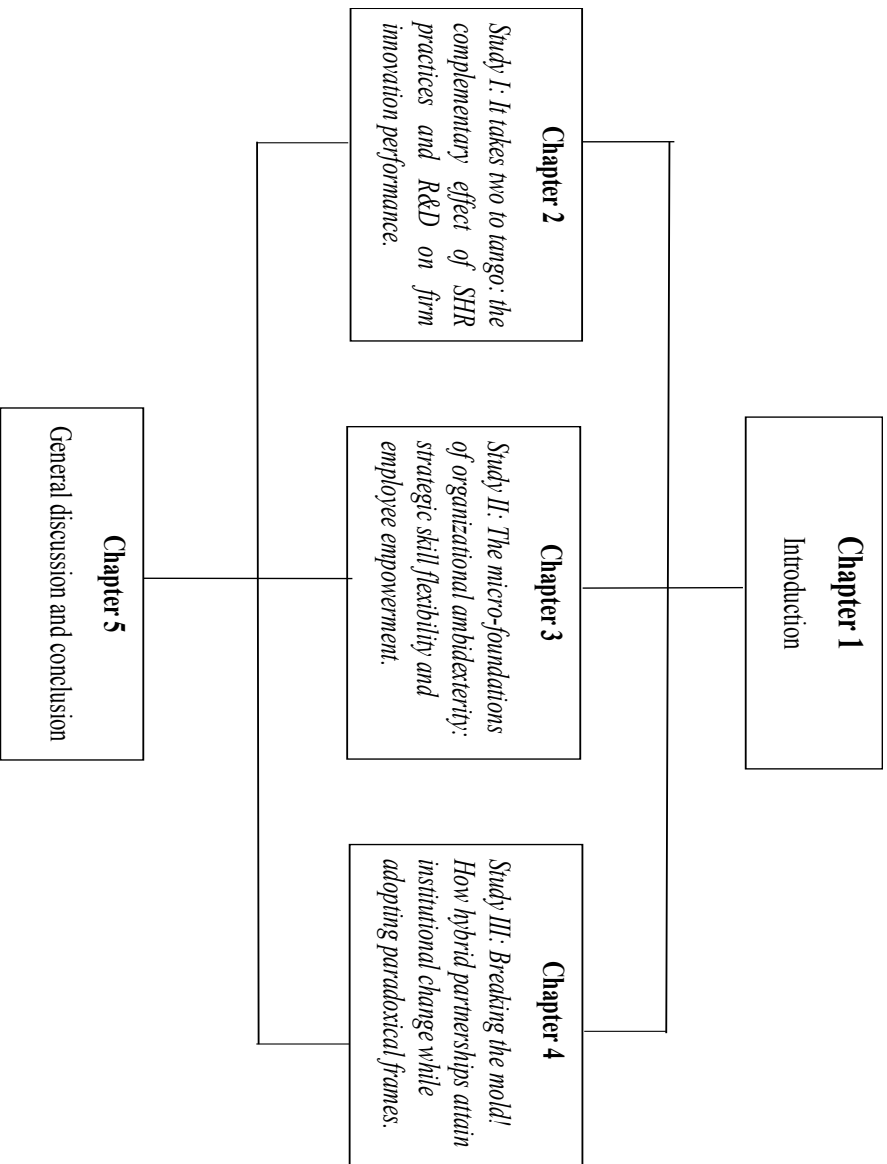 Chapter 1
Introduction
Chapter 2
Study I: It takes two to tango: the
complementary effect of SHR
practices and R&D on firm
innovation performance.
Chapter 3
Study II: The micro-foundations
of organizational ambidexterity:
strategic skill flexibility and
employee empowerment.
Chapter 4
Study III: Breaking the mold!
How hybrid partnerships attain
institutional change while
adopting paradoxical frames.
Chapter 5
General discussion and conclusion